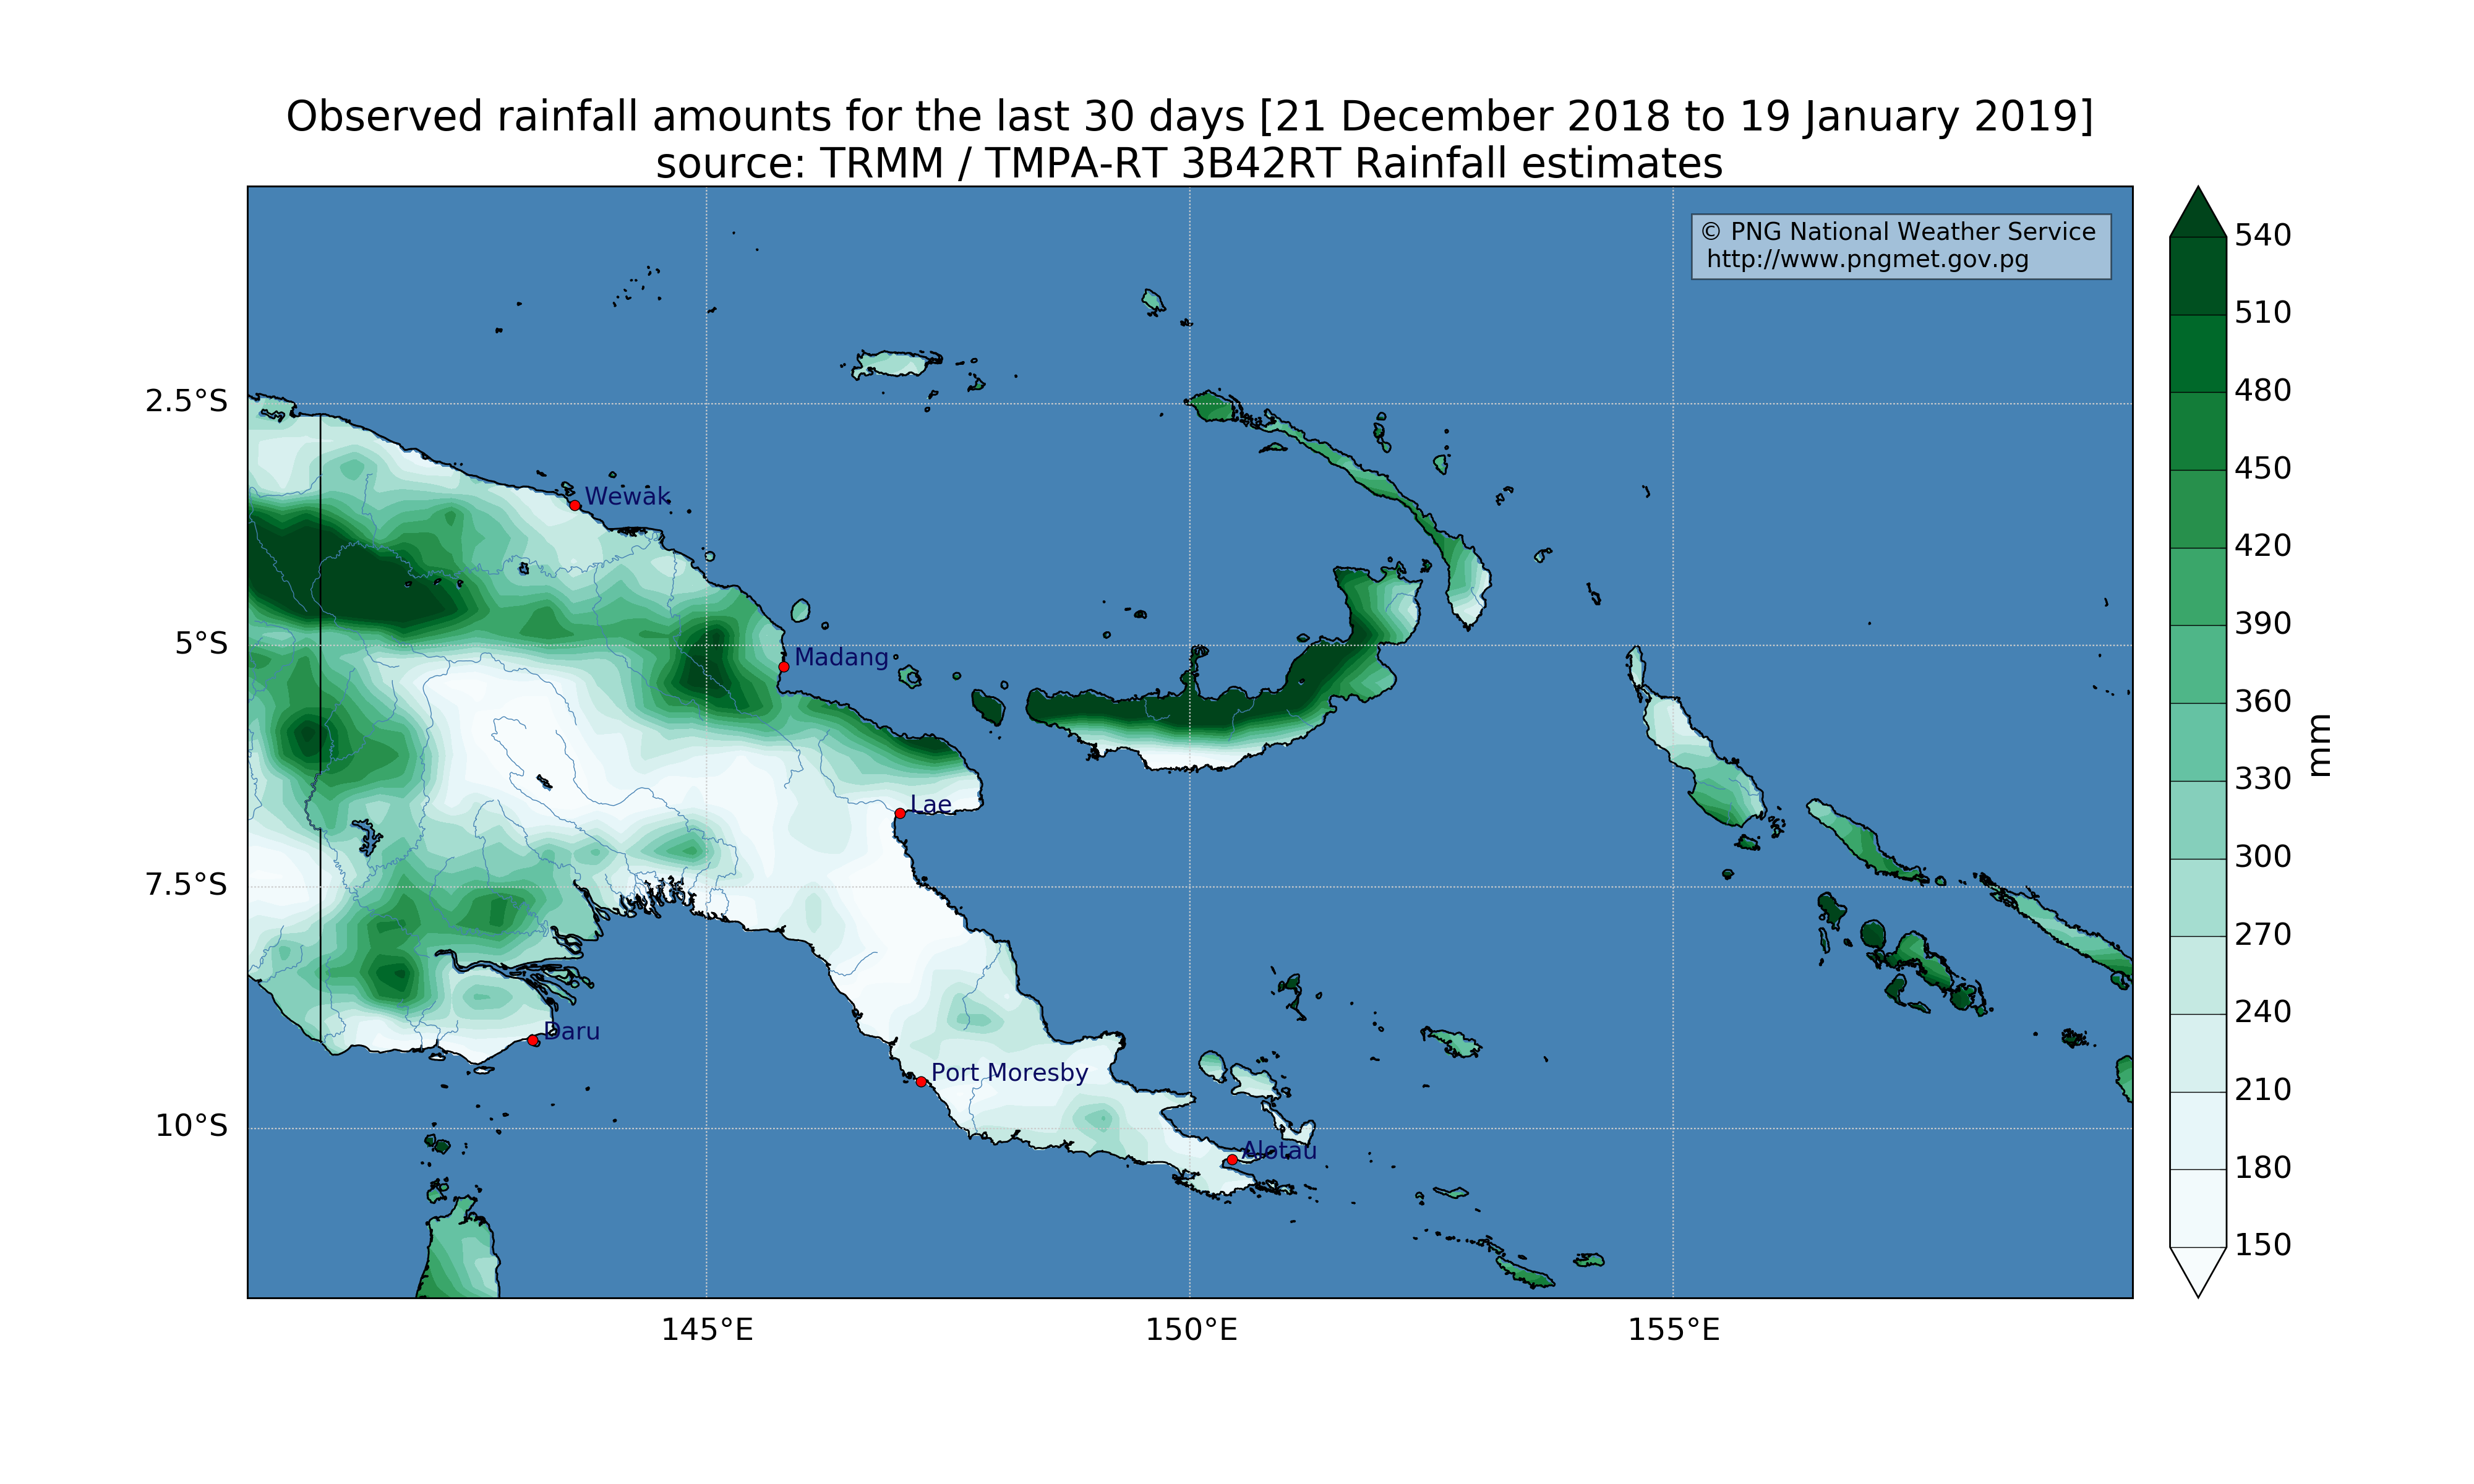 Observed rainfall amounts for the last 30 days [21 December 2018 to 19 January 2019]
source: TRMM / TMPA-RT 3B42RT Rainfall estimates
© PNG National Weather Service
http://www.pngmet.gov.pg
2.5°S
5°S
7.5°S
10°S
Wewak
Madang
Lae
Daru
Port Moresby
Alotau
145°E
150°E
155°E
540
510
480
450
420
390
360
330
300
270
240
210
180
150
mm